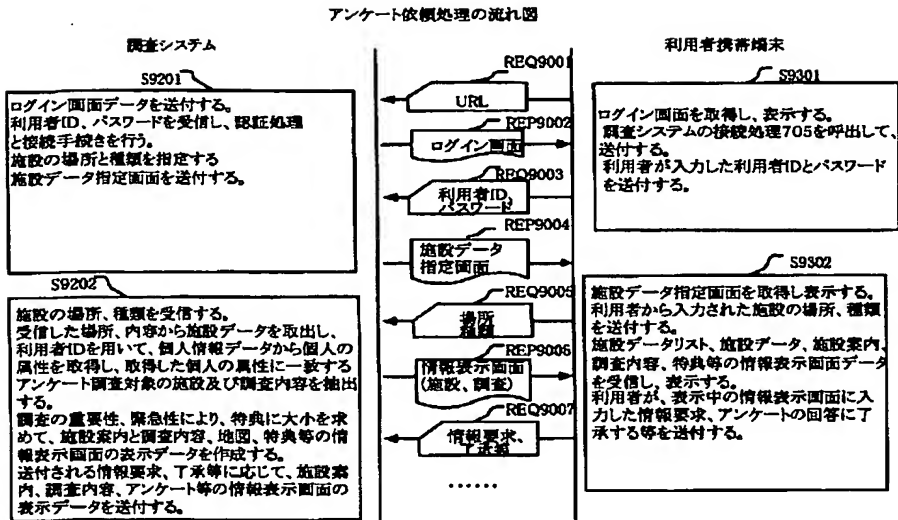 アンケート依頼処理の流れ図
調査システム
利用者携帯端末
S9201
ログイン画面データを送付する。
利用者ID、パスワードを受信し、認証処理
と接続手続きを行う。
施設の場所と種類を指定する
施設データ指定画面を送付する。
S9202
施設の場所、種類を受信する。
受信した場所、内容から施設データを取出し、
利用者IDを用いて、個人情報データから個人の
属性を取得し、取得した個人の属性に一致する
アンケート調査対象の施設及び調査内容を抽出
する。
調査の重要性、緊急性により、特典に大小を求
めて、施設案内と調査内容、地図、特典等の情
報表示画面の表示データを作成する。
送付される情報要求、了承等に応じて、施設案
内、調査内容、アンケート等の情報表示画面の
表示データを送付する。
REQ9001
URL
REP9002
ログイン画面
REQ9003
利用者ID、
パスワード
REP9004
施設データ
指定画面
REQ9005
場所
種類
REP9006
情報表示画面
(施設、調査)
REQ9007
情報要求、
了承等
……
S9301
ログイン画面を取得し、表示する。
調査システムの接続処理705を呼出して、
送付する。
利用者が入力した利用者IDとパスワード
を送付する。
S9302
施設データ指定画面を取得し表示する。
利用者から入力された施設の場所、種類
を送付する。
施設データリスト、施設データ、施設案内、
調査内容、特典等の情報表示画面データ
を受信し、表示する。
利用者が、表示中の情報表示画面に入
力した情報要求、アンケートの回答に了
承する等を送付する。